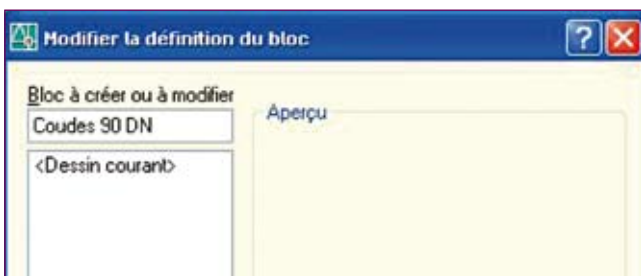 Modifier la définition du bloc
Bloc à créer ou à modifier
Aperçu
Coudes 90 DN
<Dessin courant>